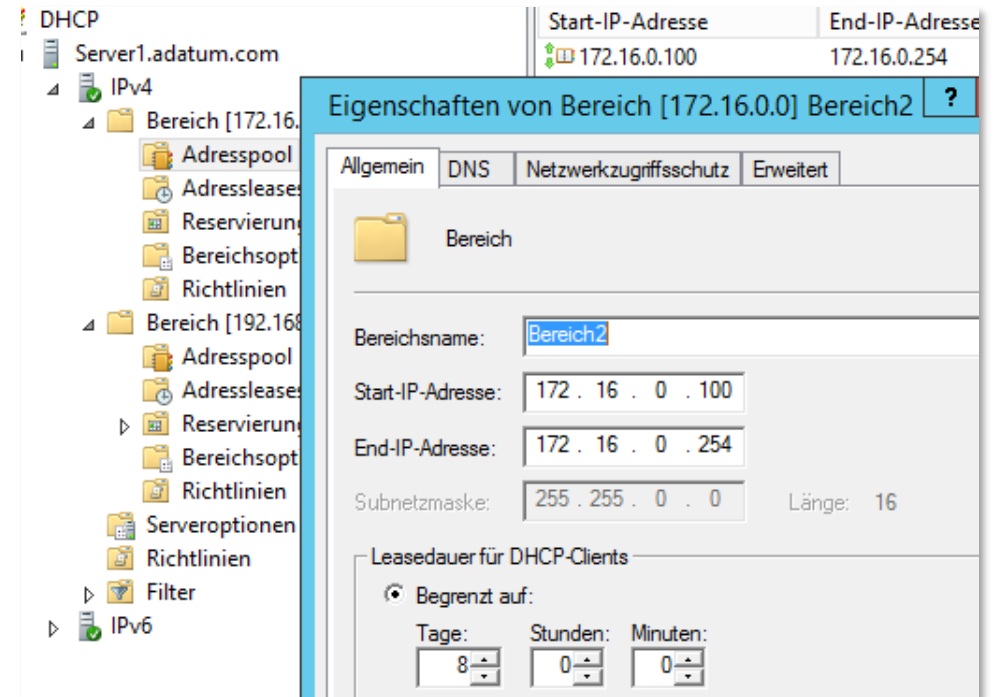 DHCP
Server1.adatum.com
IPv4
Bereich [172.16.
Adresspool
Adressleases
Reservierun
Bereichsopt
Richtlinien
Bereich [192.168
Adresspool
Adressleases
Reservierun
Bereichsopt
Richtlinien
Serveroptionen
Richtlinien
Filter
IPv6
Start-IP-Adresse End-IP-Adresse
172.16.0.100 172.16.0.254
Eigenschaften von Bereich [172.16.0.0] Bereich2 ?
Allgemein DNS Netzwerkzugriffsschutz Erweitert
Bereich
Bereichsname: Bereich2
Start-IP-Adresse: 172 . 16 . 0 . 100
End-IP-Adresse: 172 . 16 . 0 . 254
Subnetzmaske: 255 . 255 . 0 . 0 Länge: 16
Leasedauer für DHCP-Clients
Begrenzt auf:
Tage: Stunden: Minuten:
8 0 0